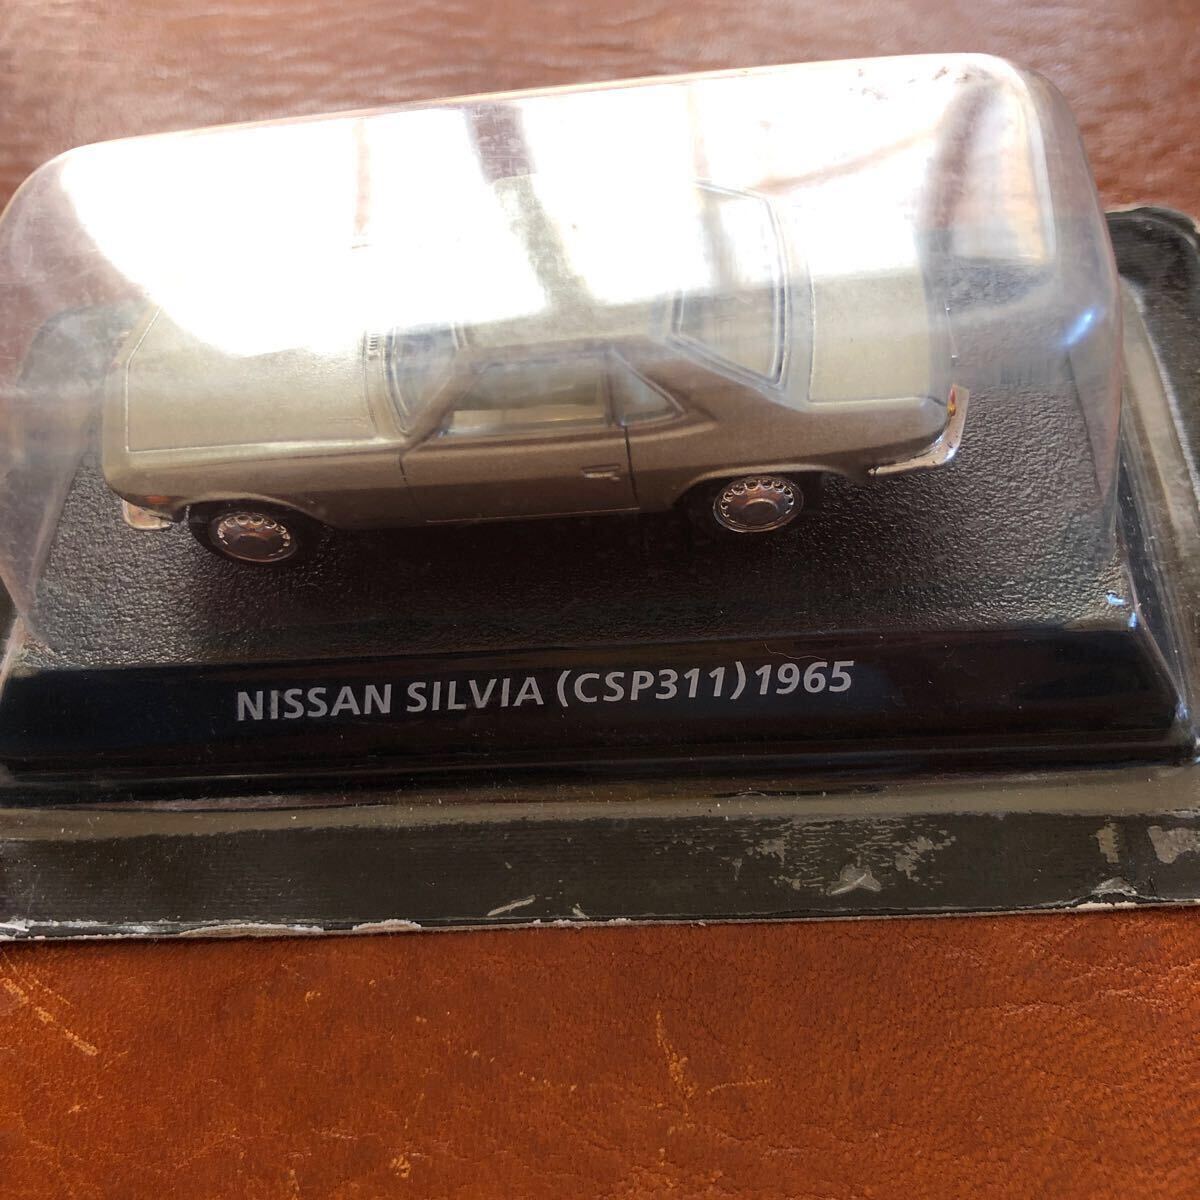 NISSAN SILVIA (CSP311) 1965